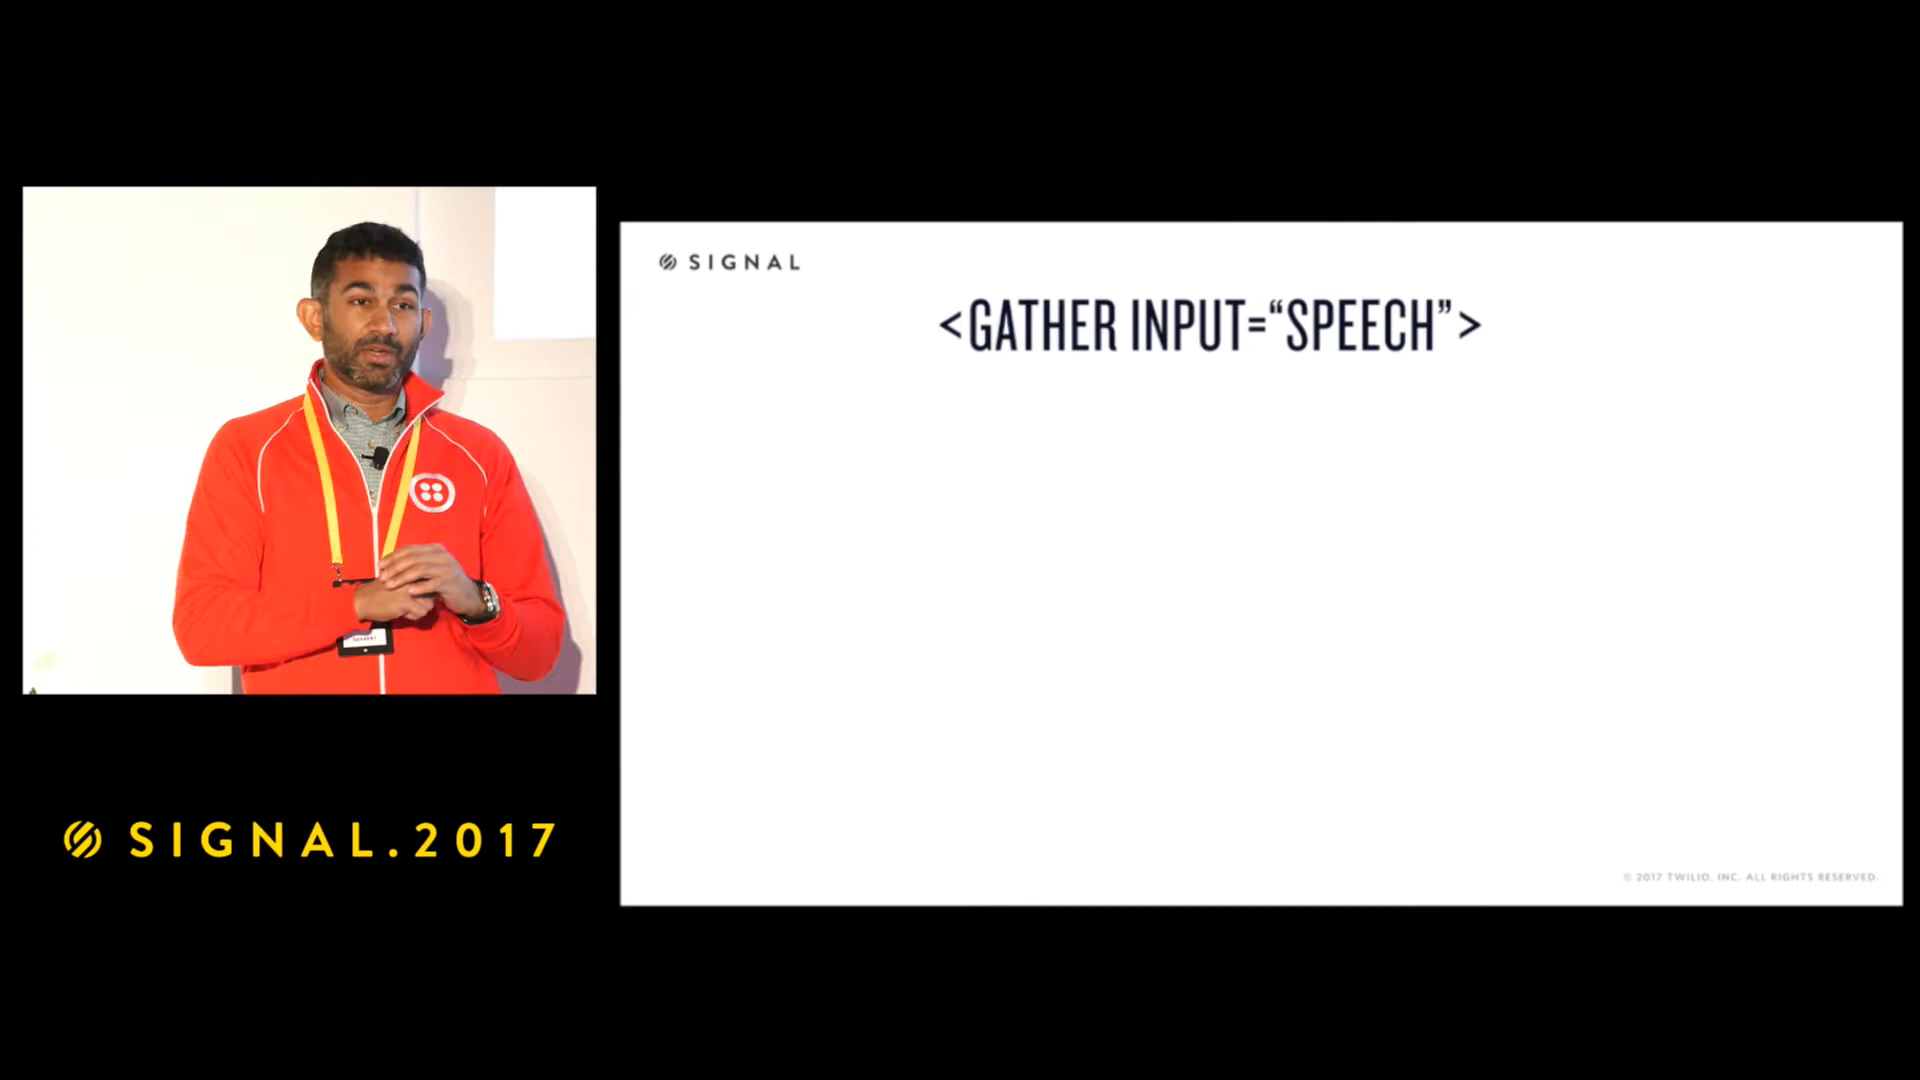 SIGNAL
<GATHER INPUT=“SPEECH”>
© 2017 TWILIO, INC. ALL RIGHTS RESERVED.
SIGNAL.2017